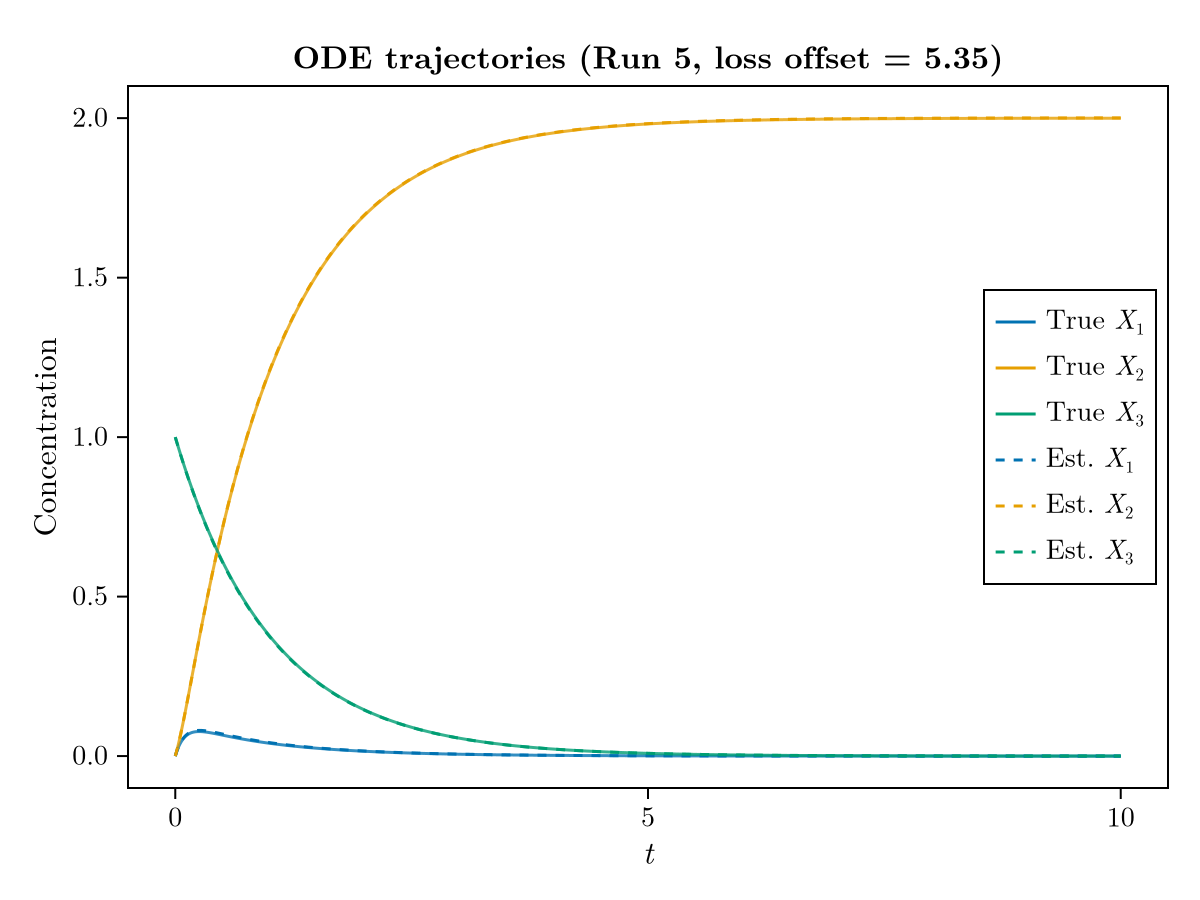 ODE trajectories (Run 5, loss offset = 5.35)
Concentration
2.0
1.5
1.0
0.5
0.0
True X₁
True X₂
True X₃
Est. X₁
Est. X₂
Est. X₃
0 5 10
t